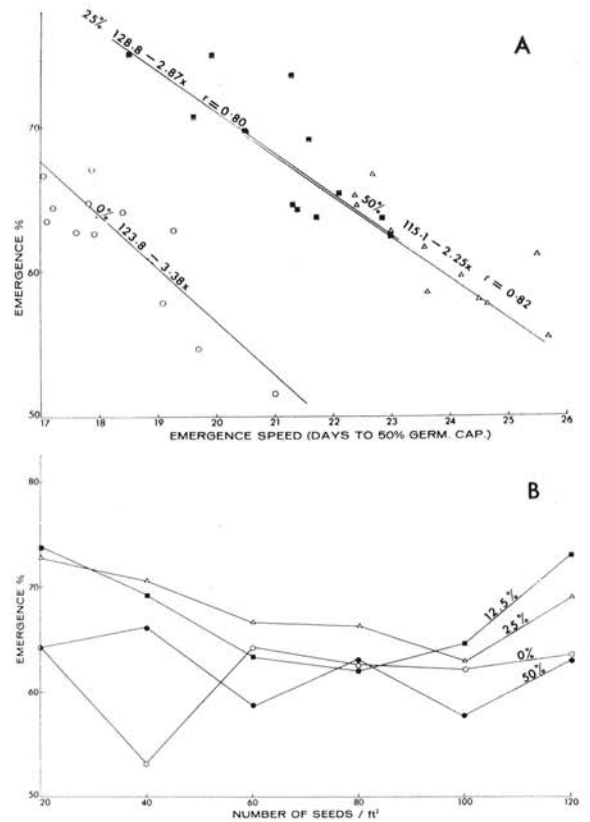 A
25% 128.8 – 2.87x r = 0.80
0% 123.8 – 3.38x
50% 115.1 – 2.25x r = 0.82
EMERGENCE %
70
60
50
17 18 19 20 21 22 23 24 25 26
EMERGENCE SPEED (DAYS TO 50% GERM. CAP.)
B
EMERGENCE %
80
70
60
50
12.5%
25%
0%
50%
20 40 60 80 100 120
NUMBER OF SEEDS / ft²